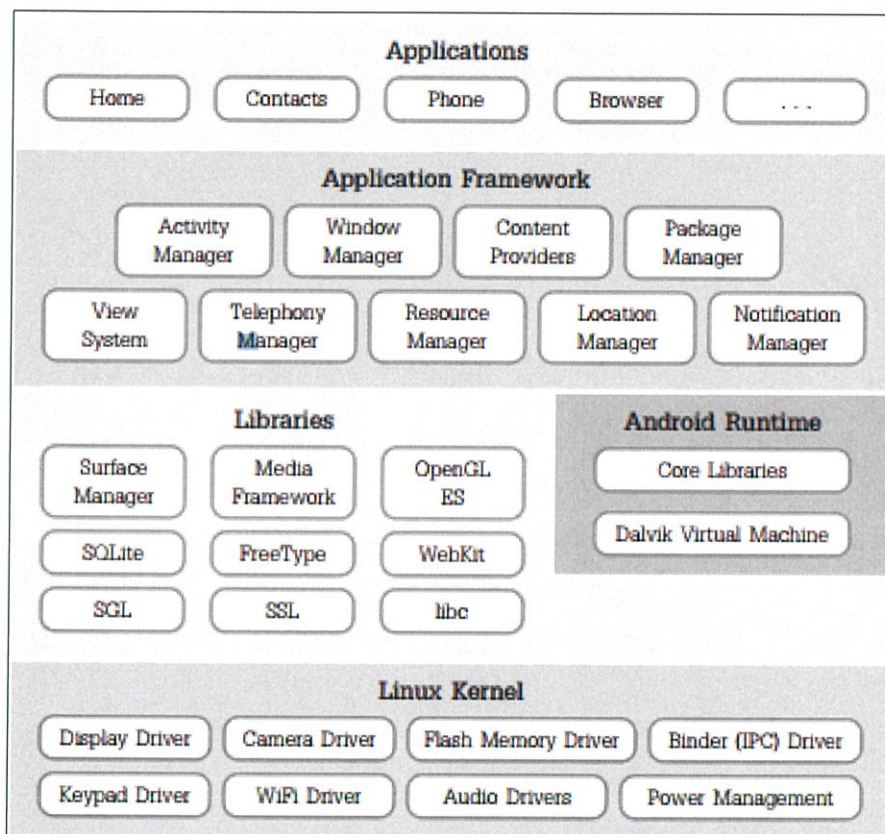 Applications
Home
Contacts
Phone
Browser
. . .
Application Framework
Activity
Manager
Window
Manager
Content
Providers
Package
Manager
View
System
Telephony
Manager
Resource
Manager
Location
Manager
Notification
Manager
Libraries
Surface
Manager
Media
Framework
OpenGL
ES
SQLite
FreeType
WebKit
SGL
SSL
libc
Android Runtime
Core Libraries
Dalvik Virtual Machine
Linux Kernel
Display Driver
Camera Driver
Flash Memory Driver
Binder (IPC) Driver
Keypad Driver
WiFi Driver
Audio Drivers
Power Management